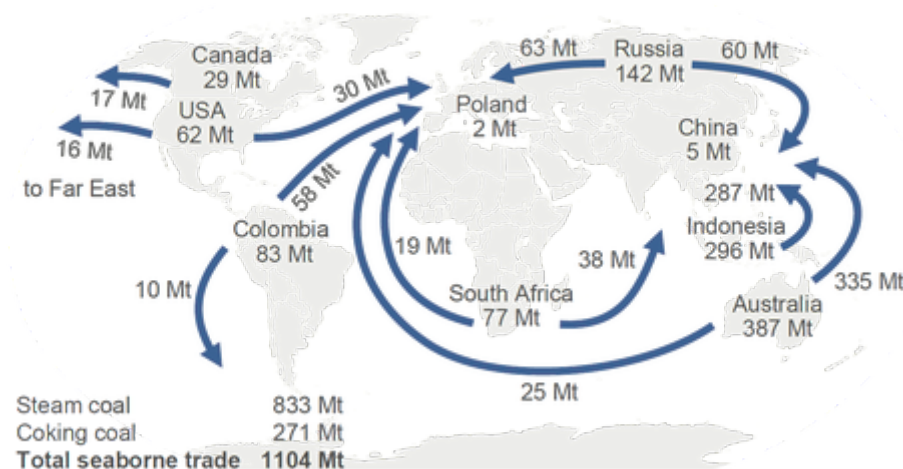 Canada
29 Mt
17 Mt
USA
62 Mt
16 Mt
to Far East
30 Mt
58 Mt
Colombia
83 Mt
10 Mt
63 Mt
Russia
142 Mt
60 Mt
Poland
2 Mt
China
5 Mt
287 Mt
Indonesia
296 Mt
19 Mt
38 Mt
South Africa
77 Mt
335 Mt
Australia
387 Mt
25 Mt
Steam coal 833 Mt
Coking coal 271 Mt
Total seaborne trade 1104 Mt